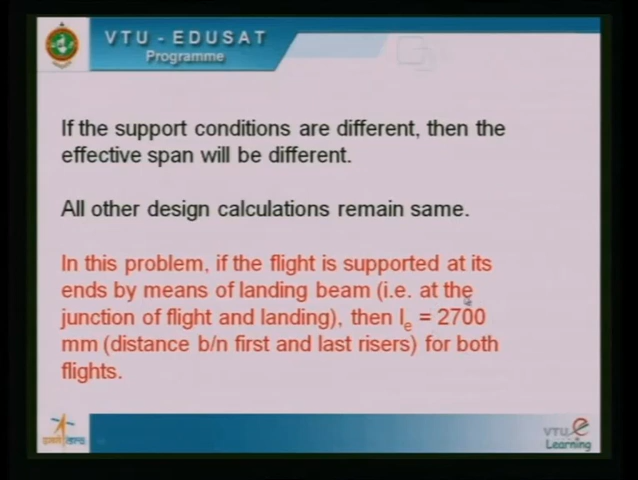 VTU - EDUSAT
Programme
If the support conditions are different, then the
effective span will be different.
All other design calculations remain same.
In this problem, if the flight is supported at its
ends by means of landing beam (i.e. at the
junction of flight and landing), then le = 2700
mm (distance b/n first and last risers) for both
flights.
VTU e
Learning